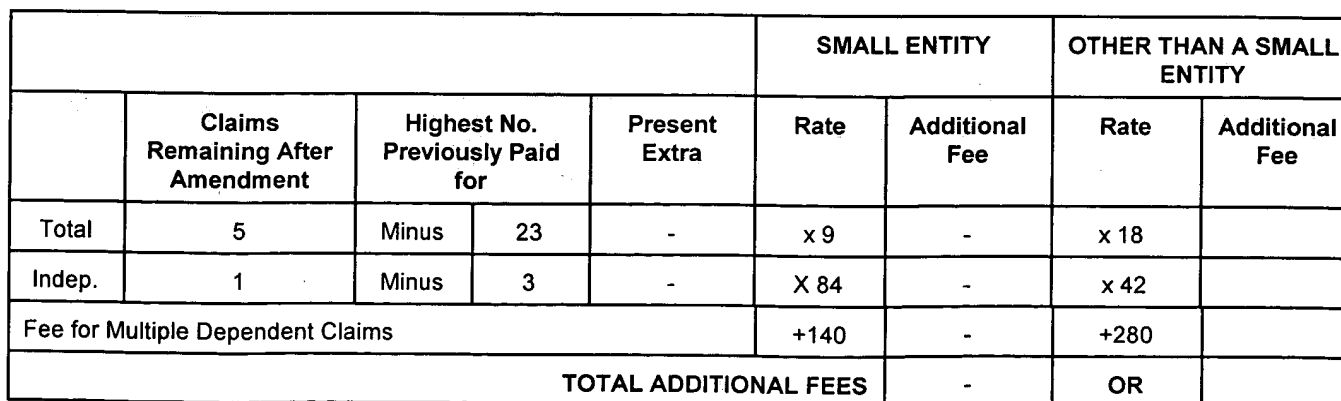 SMALL ENTITY OTHER THAN A SMALL
ENTITY
Claims Highest No. Present Rate Additional Rate Additional
Remaining After Previously Paid Extra Fee Fee
Amendment for
Total 5 Minus 23 - x 9 - x 18
Indep. 1 Minus 3 - X 84 - x 42
Fee for Multiple Dependent Claims +140 - +280
TOTAL ADDITIONAL FEES - OR